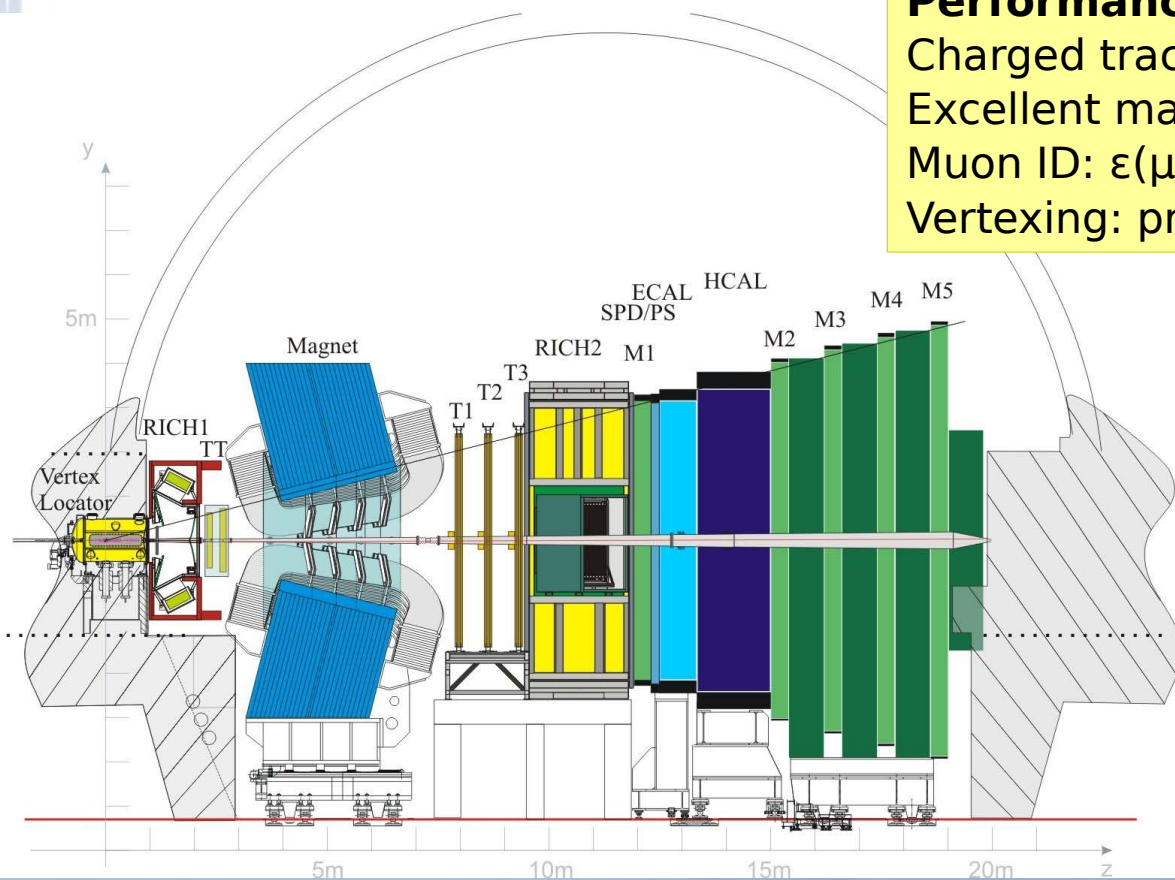 Performanc
Charged trac
Excellent ma
Muon ID: ε(μ
Vertexing: pr
y
5m
Magnet
RICH1
TT
Vertex
Locator
T1
T2
T3
RICH2
SPD/PS
ECAL
HCAL
M1
M2
M3
M4
M5
5m
10m
15m
20m
z